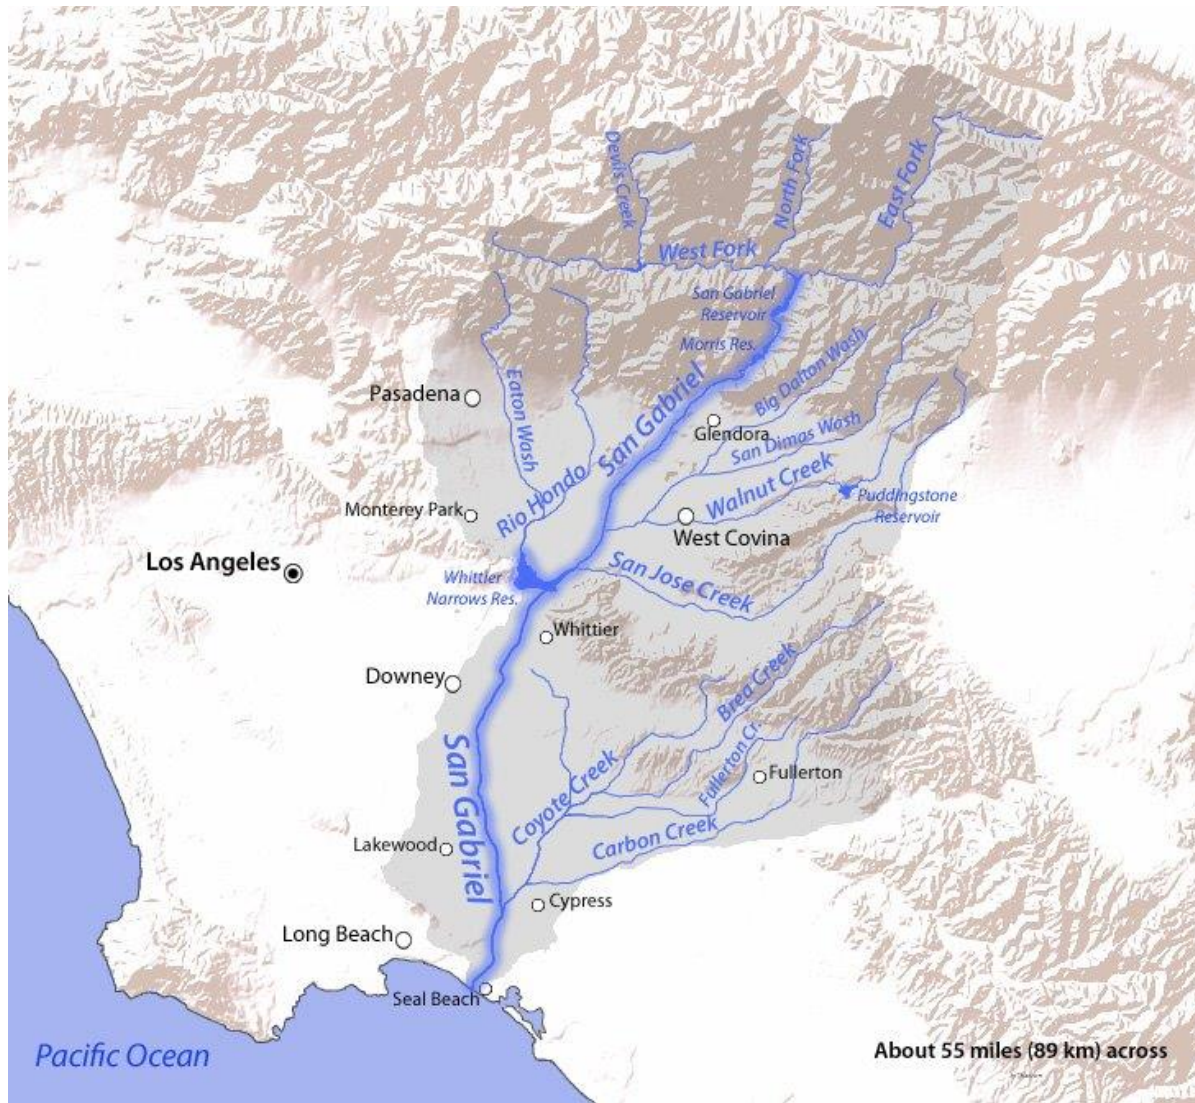 Devils Creek
North Fork
East Fork
West Fork
San Gabriel
Reservoir
Morris Res.
Big Dalton Wash
Pasadena
Eaton Wash
San Gabriel
Glendora
San Dimas Wash
Walnut Creek
Puddingstone
Reservoir
Monterey Park
Rio Hondo
West Covina
Los Angeles
Whittier
Narrows Res.
San Jose Creek
Whittier
Downey
Brea Creek
San Gabriel
Fullerton Cr.
Fullerton
Coyote Creek
Carbon Creek
Lakewood
Cypress
Long Beach
Seal Beach
Pacific Ocean
About 55 miles (89 km) across